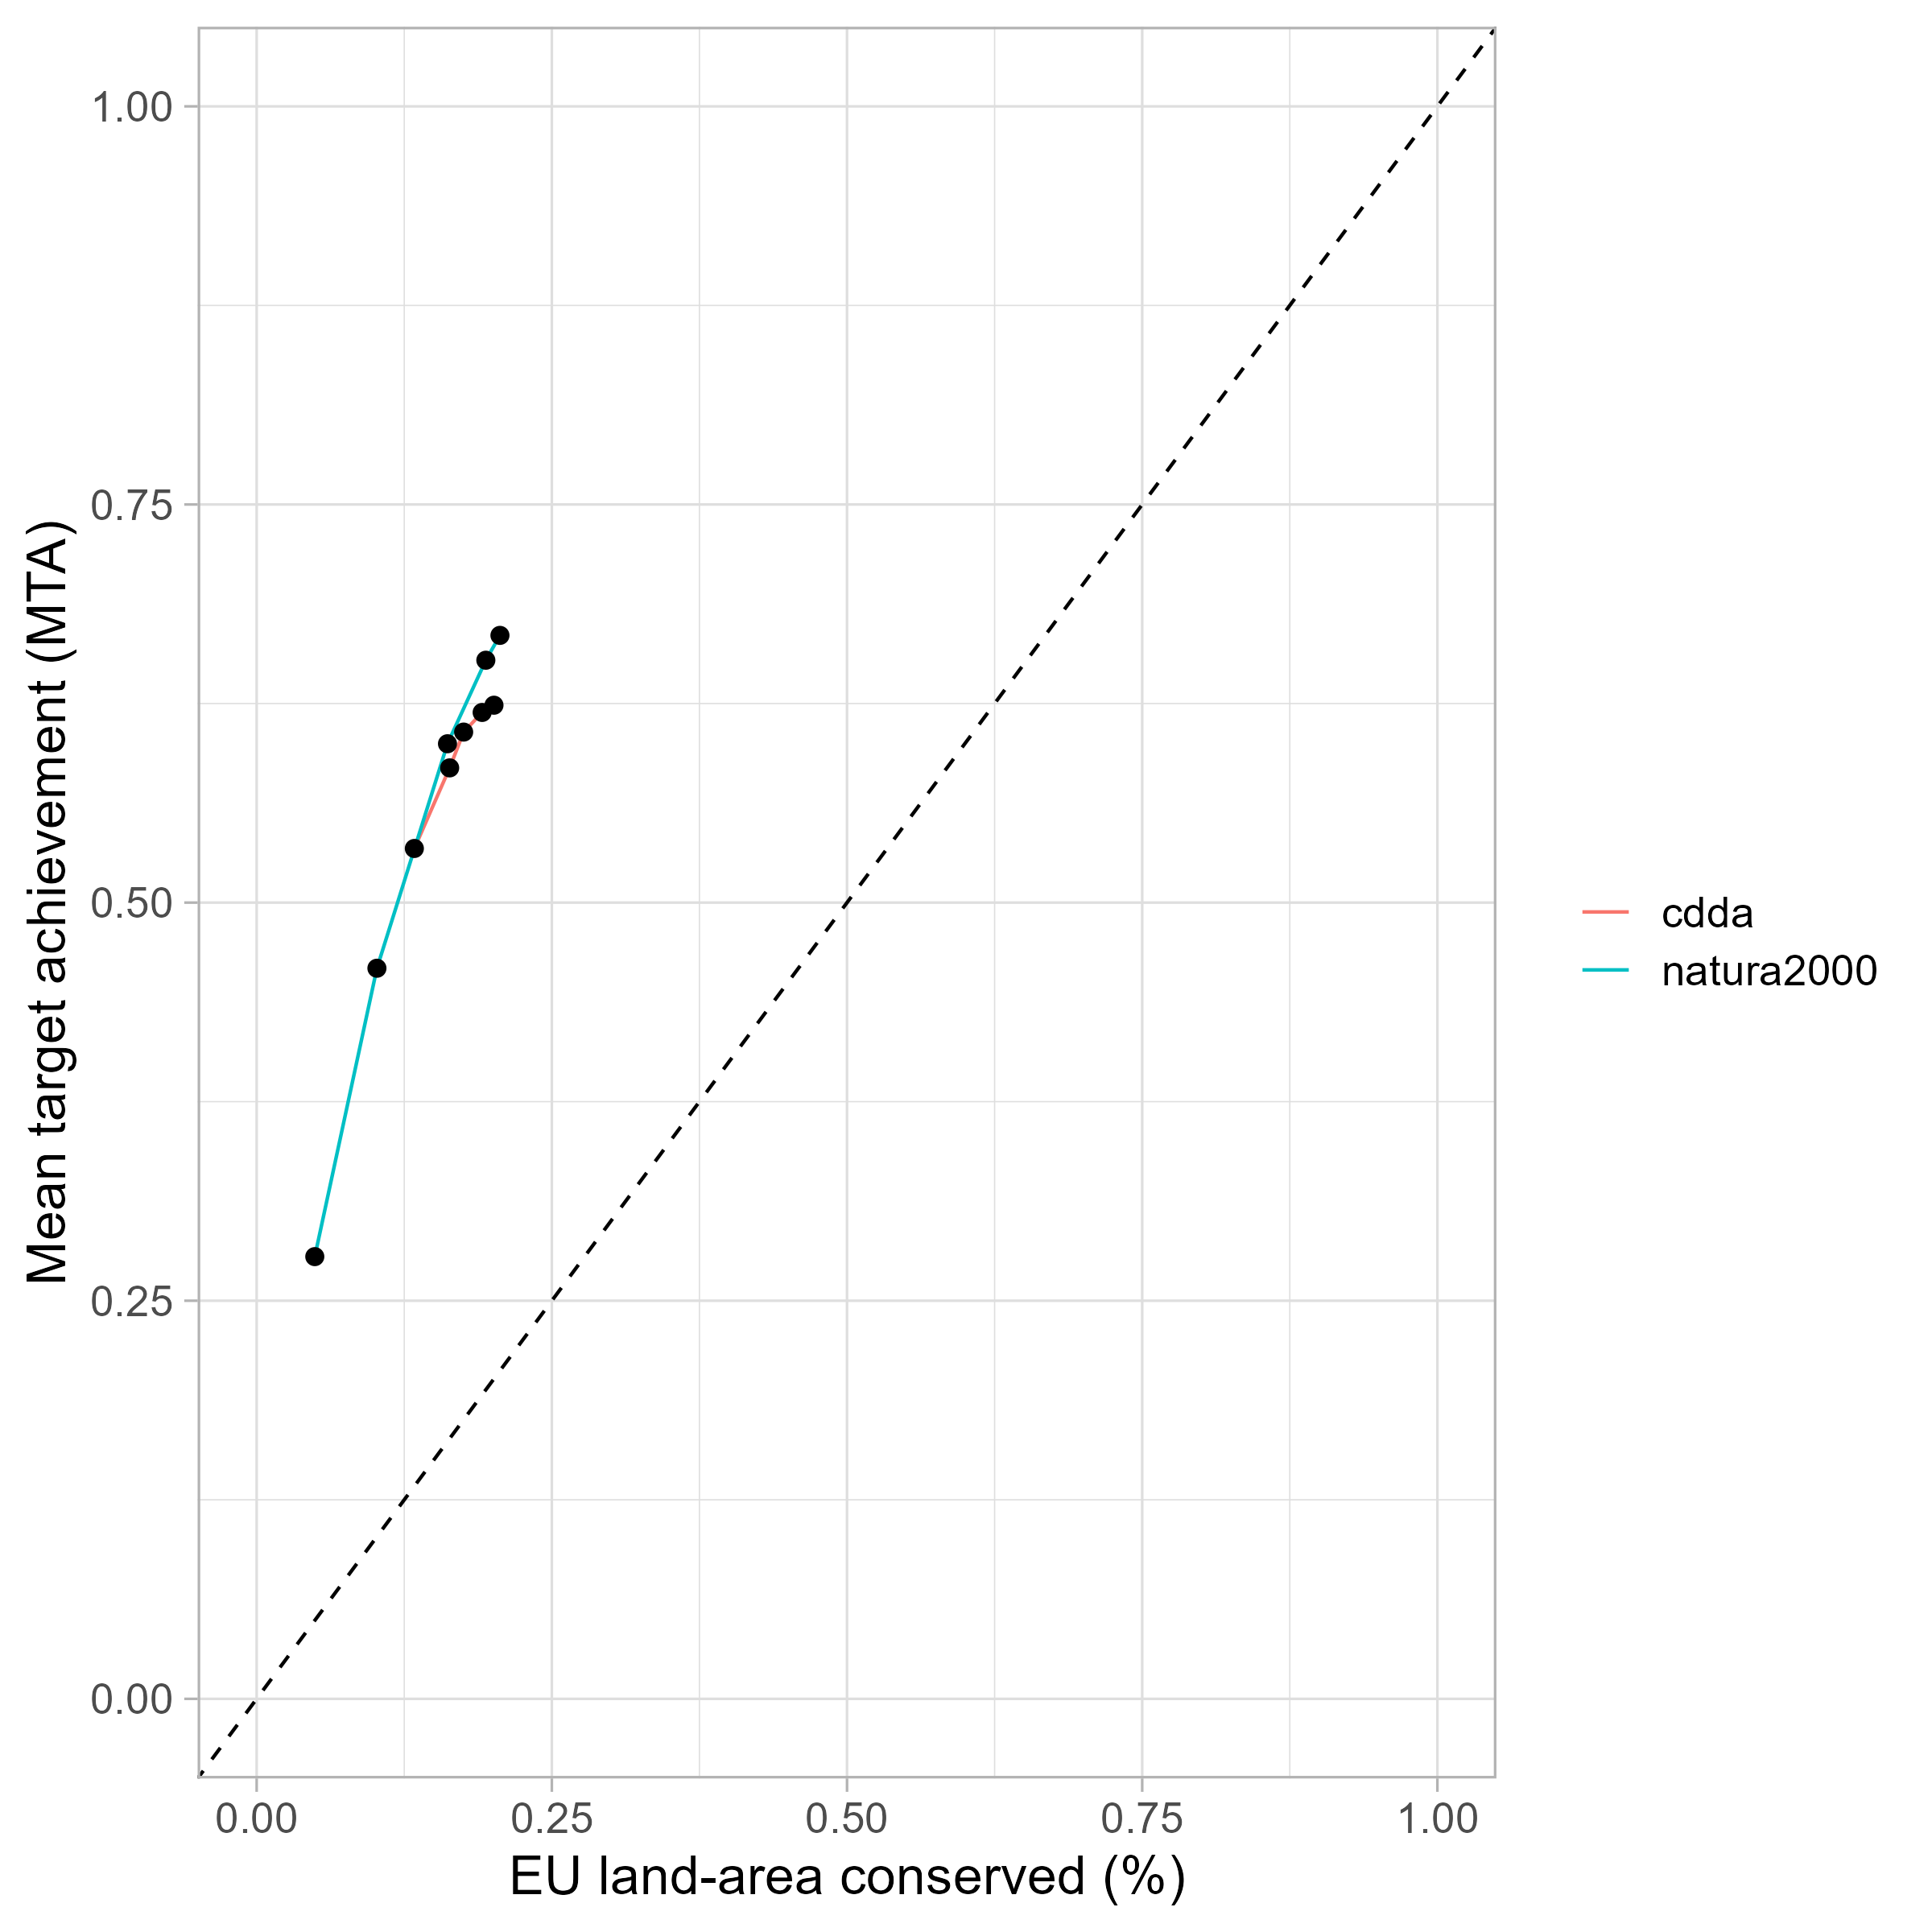 Mean target achievement (MTA)
1.00
0.75
0.50
0.25
0.00
0.00 0.25 0.50 0.75 1.00
EU land-area conserved (%)
cdda
natura2000